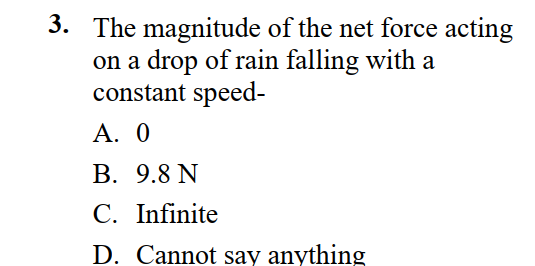 3. The magnitude of the net force acting
on a drop of rain falling with a
constant speed-
A. 0
B. 9.8 N
C. Infinite
D. Cannot say anything